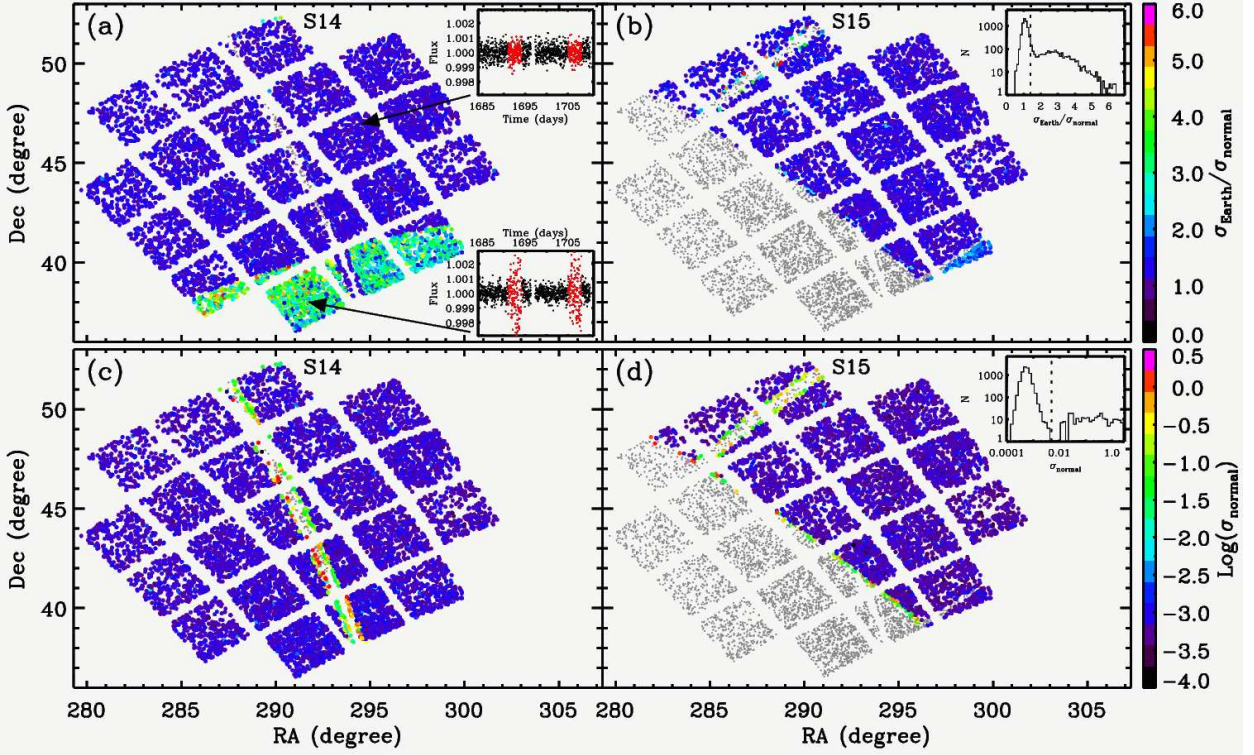 (a) S14
(b) S15
1.002
1.001
1.000
0.999
0.998
Flux
1685 1695 1705
Time (days)
1000
100
10
1
N
0 1 2 3 4 5 6
σEarth/σnormal
6.0
5.0
4.0
3.0
2.0
1.0
0.0
σEarth/σnormal
50
45
40
Dec (degree)
Time (days)
1685 1695 1705
1.002
1.001
1.000
0.999
0.998
Flux
(c) S14
(d) S15
1000
100
10
1
N
0.0001 0.01 1.0
σnormal
0.5
0.0
−0.5
−1.0
−1.5
−2.0
−2.5
−3.0
−3.5
−4.0
Log(σnormal)
50
45
40
Dec (degree)
280 285 290 295 300
280 285 290 295 300 305
RA (degree)
RA (degree)